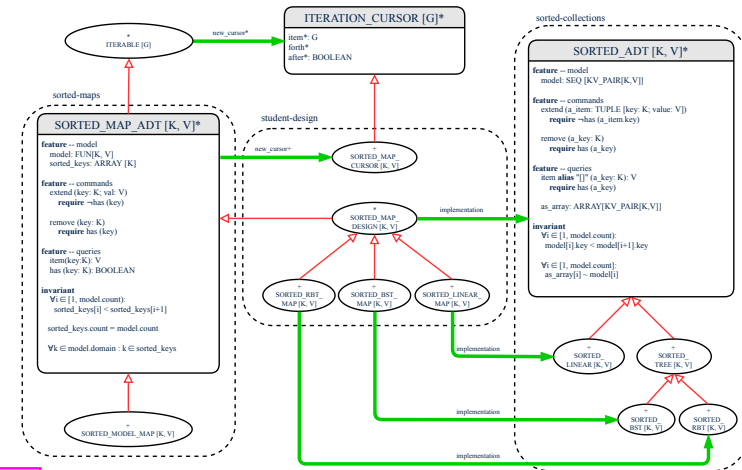 sorted-collections
*
ITERABLE [G]
new_cursor*
ITERATION_CURSOR [G]*
item*: G
forth*
after*: BOOLEAN
sorted-maps
SORTED_MAP_ADT [K, V]*
feature -- model
model: FUN[K, V]
sorted_keys: ARRAY [K]
feature -- commands
extend (key: K; val: V)
require ¬has (key)
remove (key: K)
require has (key)
feature -- queries
item(key:K): V
has (key: K): BOOLEAN
invariant
∀i ∈ [1, model.count):
sorted_keys[i] < sorted_keys[i+1]
sorted_keys.count = model.count
∀k ∈ model.domain : k ∈ sorted_keys
+
SORTED_MODEL_MAP [K, V]
student-design
new_cursor+
+
SORTED_MAP_
CURSOR [K, V]
*
SORTED_MAP_
DESIGN [K, V]
implementation
+
SORTED_RBT_
MAP [K, V]
+
SORTED_BST_
MAP [K, V]
+
SORTED_LINEAR_
MAP [K, V]
implementation
implementation
implementation
SORTED_ADT [K, V]*
feature -- model
model: SEQ [KV_PAIR[K,V]]
feature -- commands
extend (a_item: TUPLE [key: K; value: V])
require ¬has (a_item.key)
remove (a_key: K)
require has (a_key)
feature -- queries
item alias "[]" (a_key: K): V
require has (a_key)
as_array: ARRAY[KV_PAIR[K,V]]
invariant
∀i ∈ [1, model.count):
model[i].key < model[i+1].key
∀i ∈ [1, model.count]:
as_array[i] ~ model[i]
+
SORTED_
LINEAR [K, V]
+
SORTED_
TREE [K, V]
+
SORTED_
BST [K, V]
+
SORTED_
RBT [K, V]